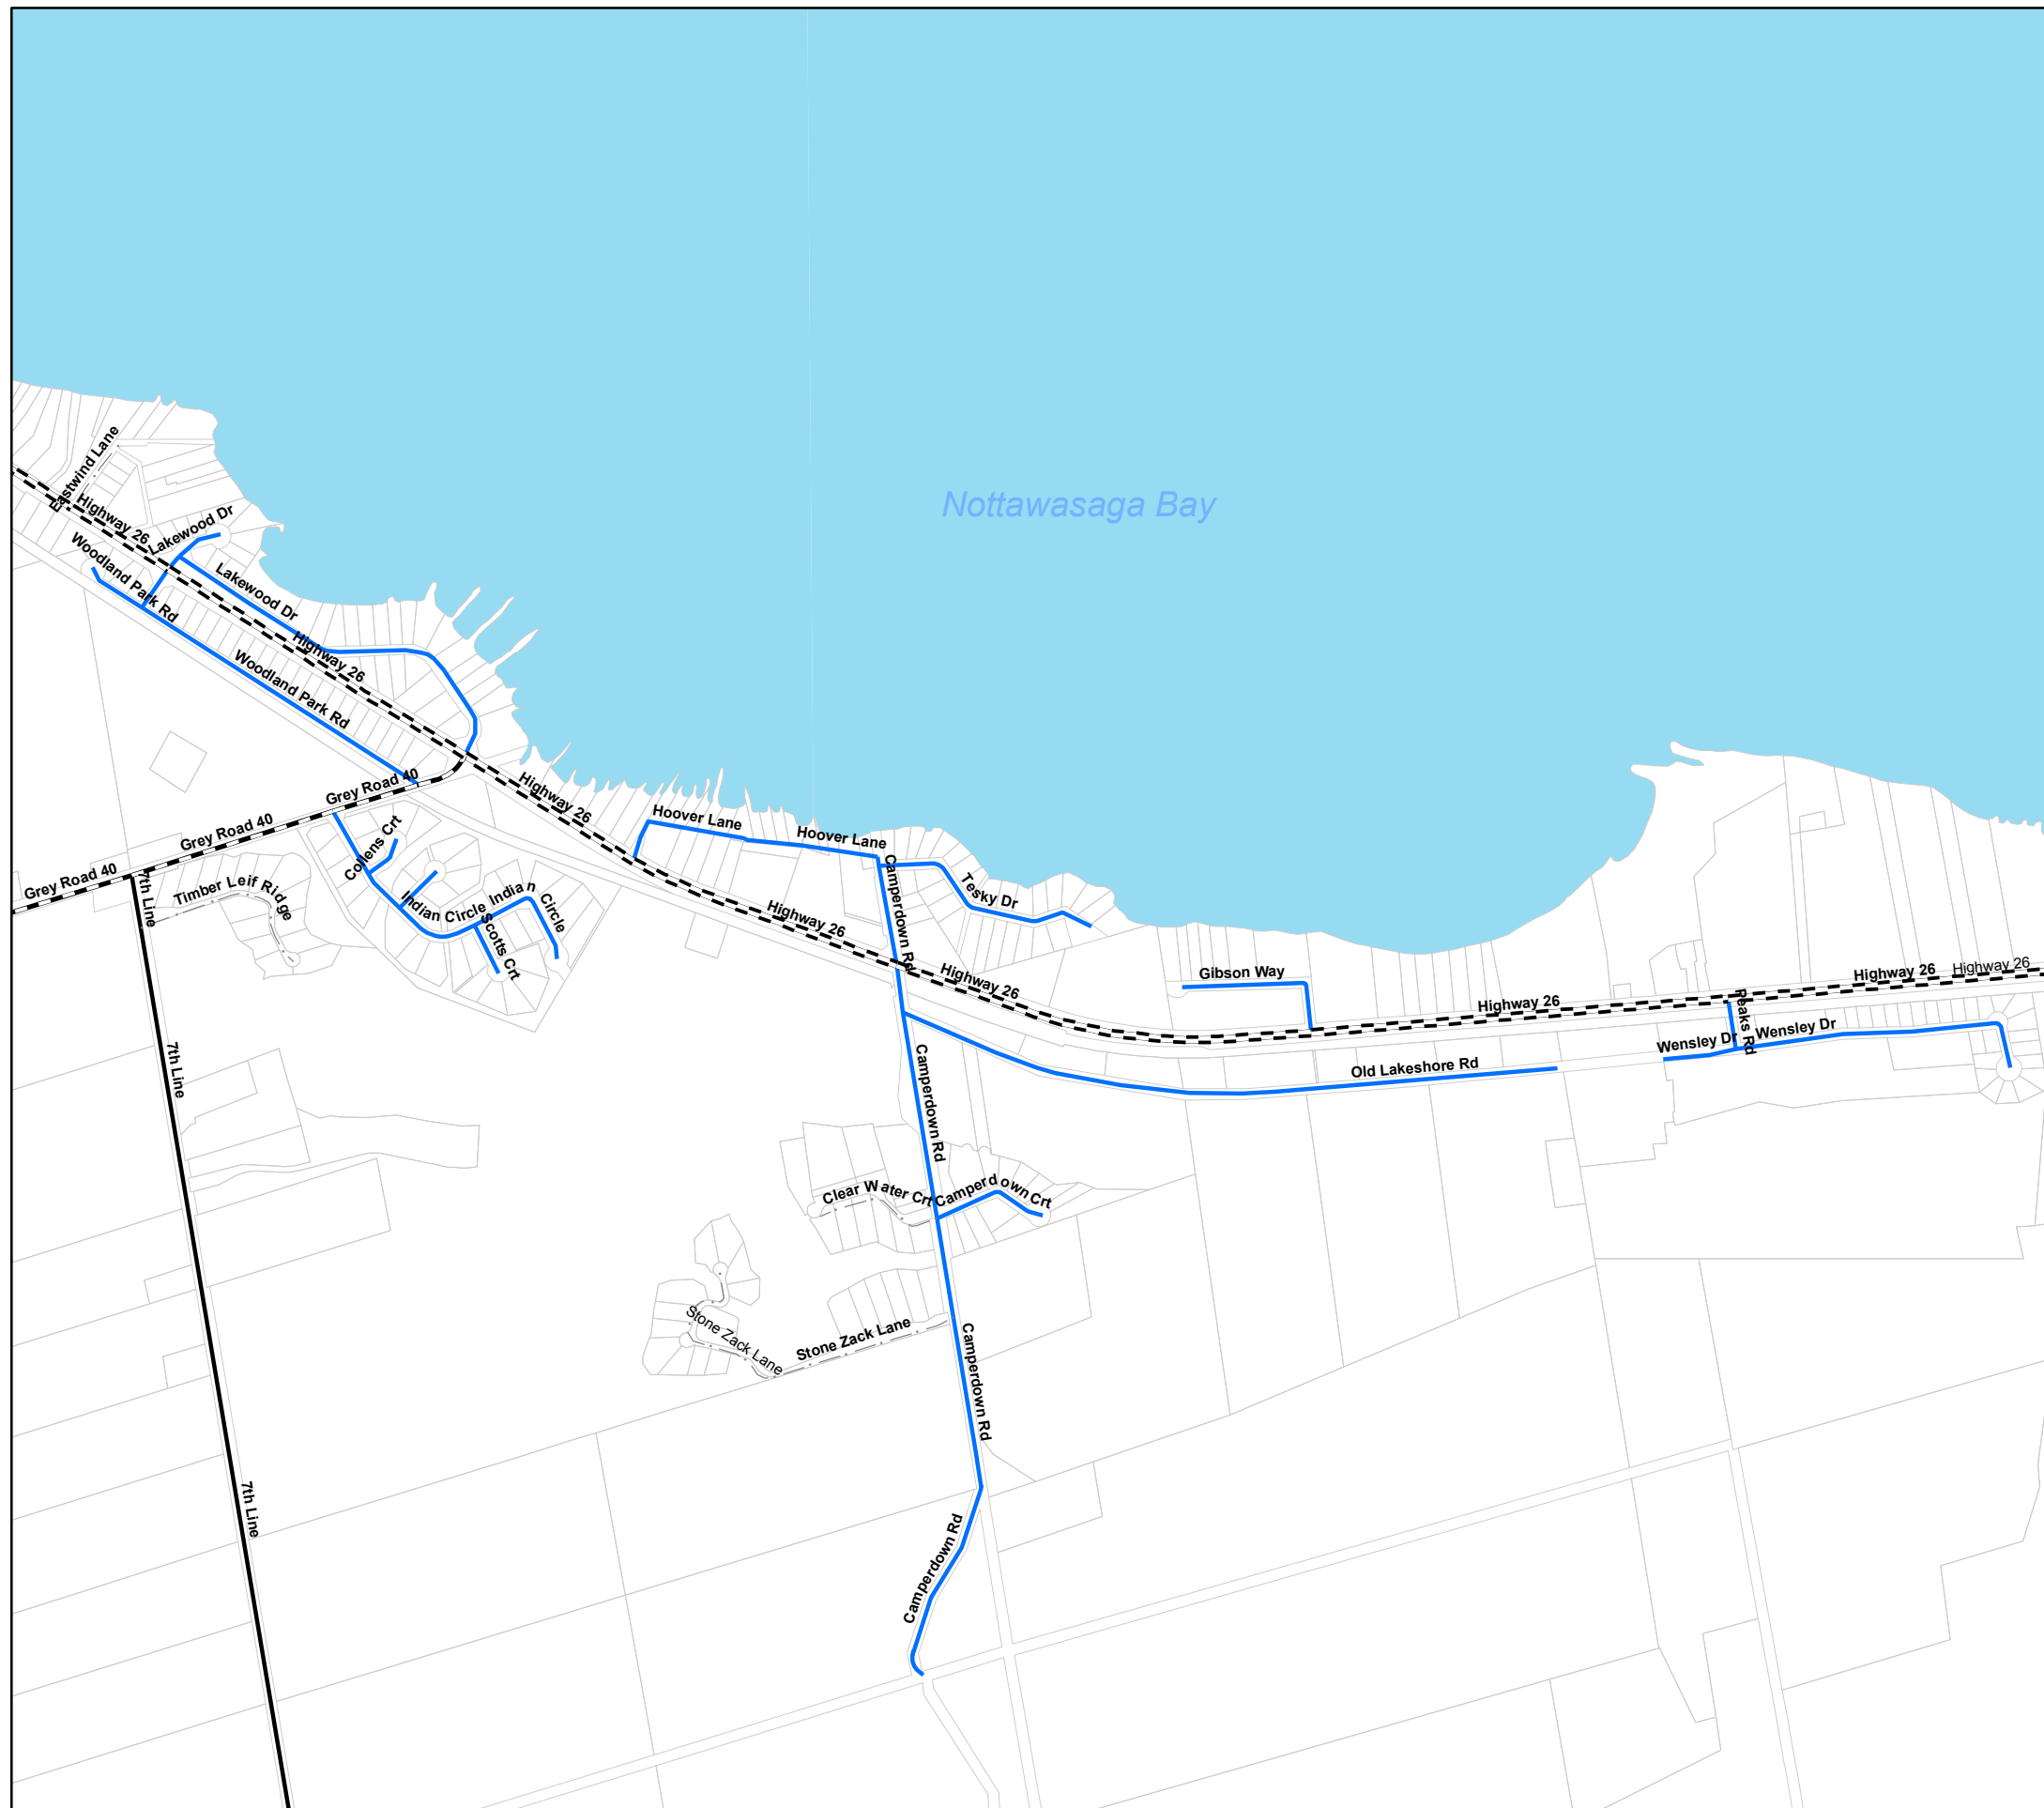 Nottawasaga Bay
Eastwind Lane
Highway 26
Lakewood Dr
Woodland Park Rd
Lakewood Dr
Highway 26
Woodland Park Rd
Grey Road 40
Grey Road 40
Grey Road 40
Highway 26
Hoover Lane
Hoover Lane
Collens Crt
7th Line
Timber Leif Ridge
Indian Circle
Indian Circle
Scotts Crt
Camperdown Rd
Tesky Dr
Highway 26
Highway 26
Gibson Way
Highway 26
Highway 26
Highway 26
Peaks Rd
Wensley Dr
Wensley Dr
Old Lakeshore Rd
7th Line
Camperdown Rd
Clear Water Crt
Camperdown Crt
Stone Zack Lane
Stone Zack Lane
Camperdown Rd
7th Line
Camperdown Rd